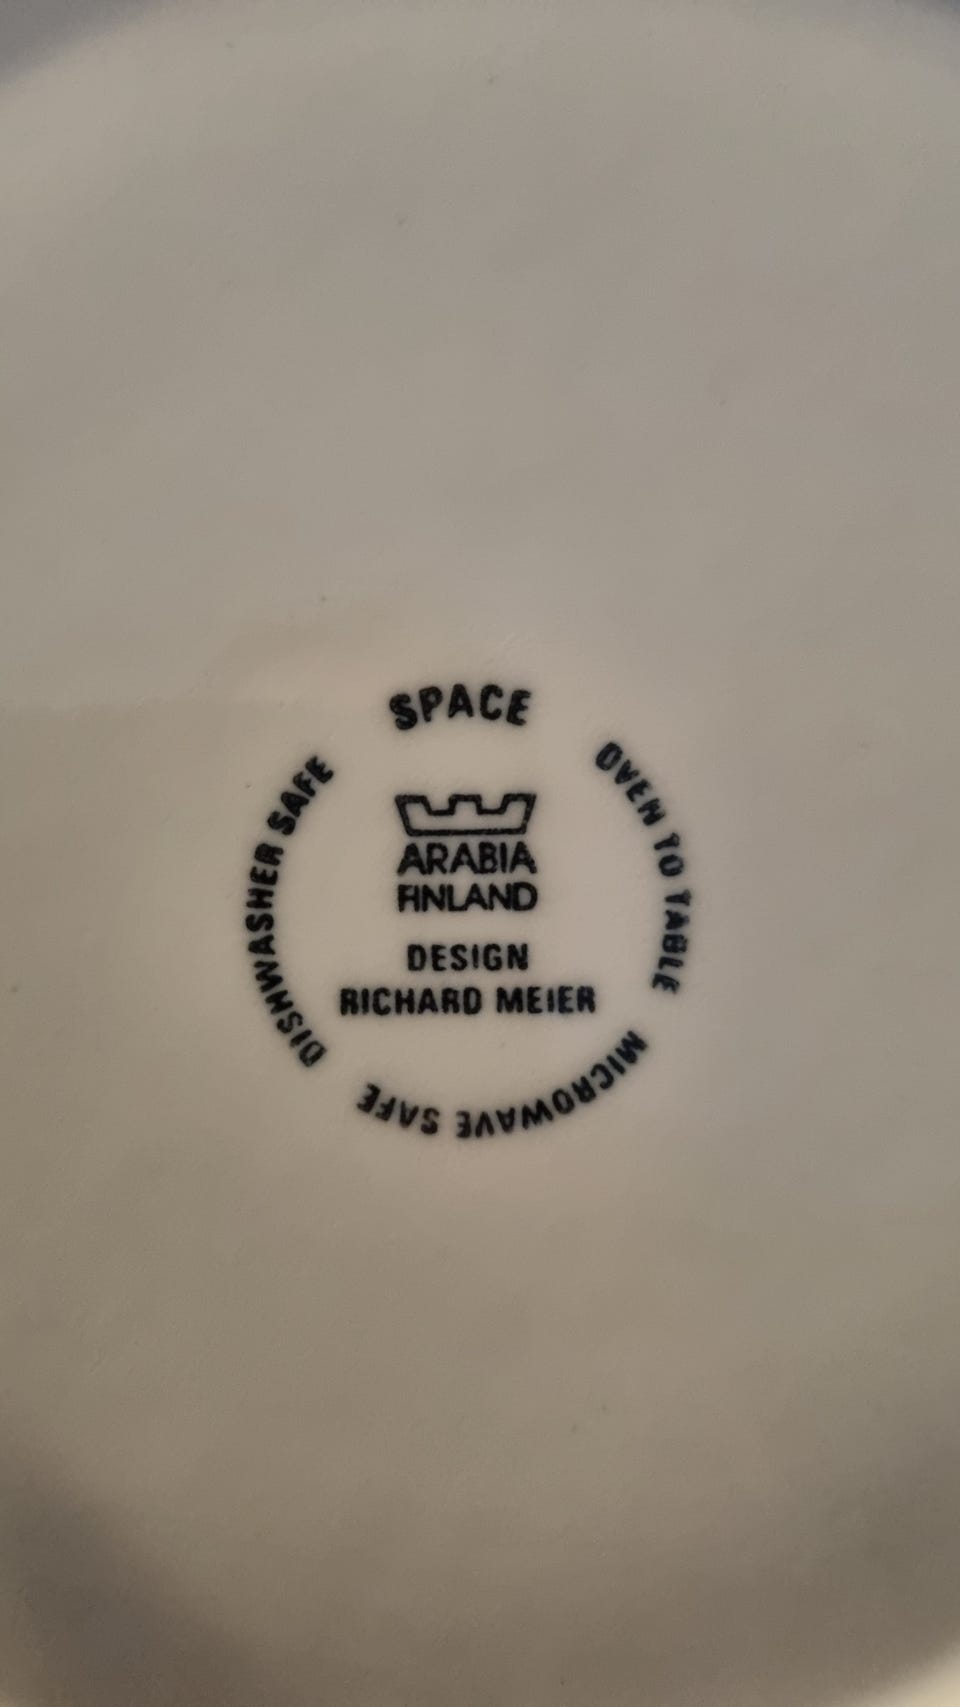 SPACE
OVEN TO TABLE
MICROWAVE SAFE
DISHWASHER SAFE
ARABIA
FINLAND
DESIGN
RICHARD MEIER